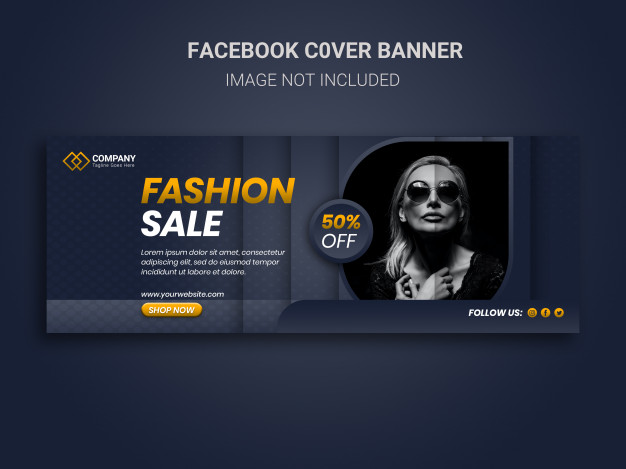 FACEBOOK C0VER BANNER
IMAGE NOT INCLUDED
COMPANY
Tagline Goes Here
FASHION
SALE
50%
OFF
Lorem ipsum dolor sit amet, consectetur
adipiscing elit, sed do eiusmod tempor
incididunt ut labore et dolore.
www.yourwebsite.com
SHOP NOW
FOLLOW US: